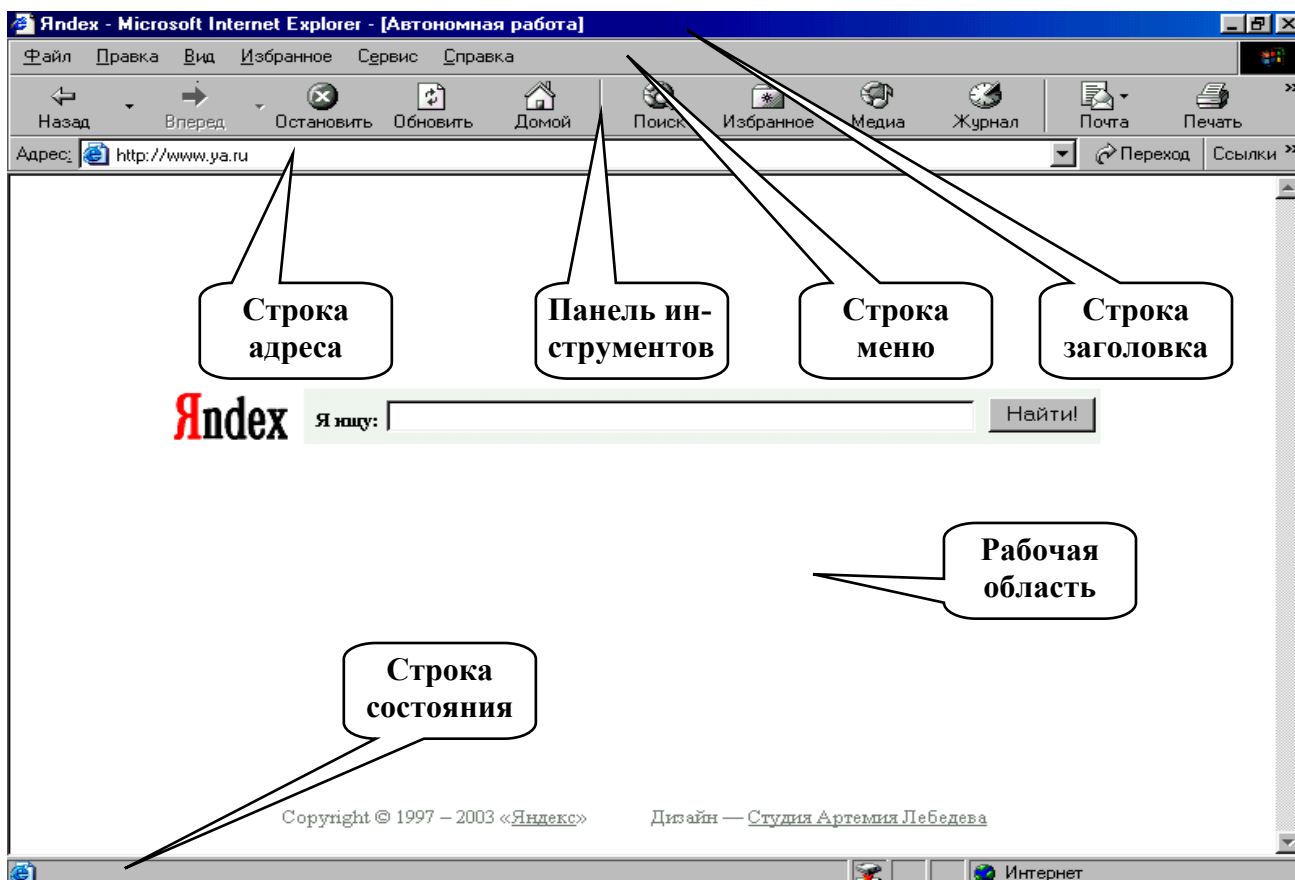 Яndex - Microsoft Internet Explorer - [Автономная работа]
Файл Правка Вид Избранное Сервис Справка
Назад Вперед Остановить Обновить Домой Поиск Избранное Медиа Журнал Почта Печать »
Адрес: http://www.ya.ru Переход Ссылки »
Строка
адреса
Панель ин-
струментов
Строка
меню
Строка
заголовка
Яndex Я ищу: Найти!
Рабочая
область
Строка
состояния
Copyright © 1997 – 2003 «Яндекс» Дизайн — Студия Артемия Лебедева
Интернет